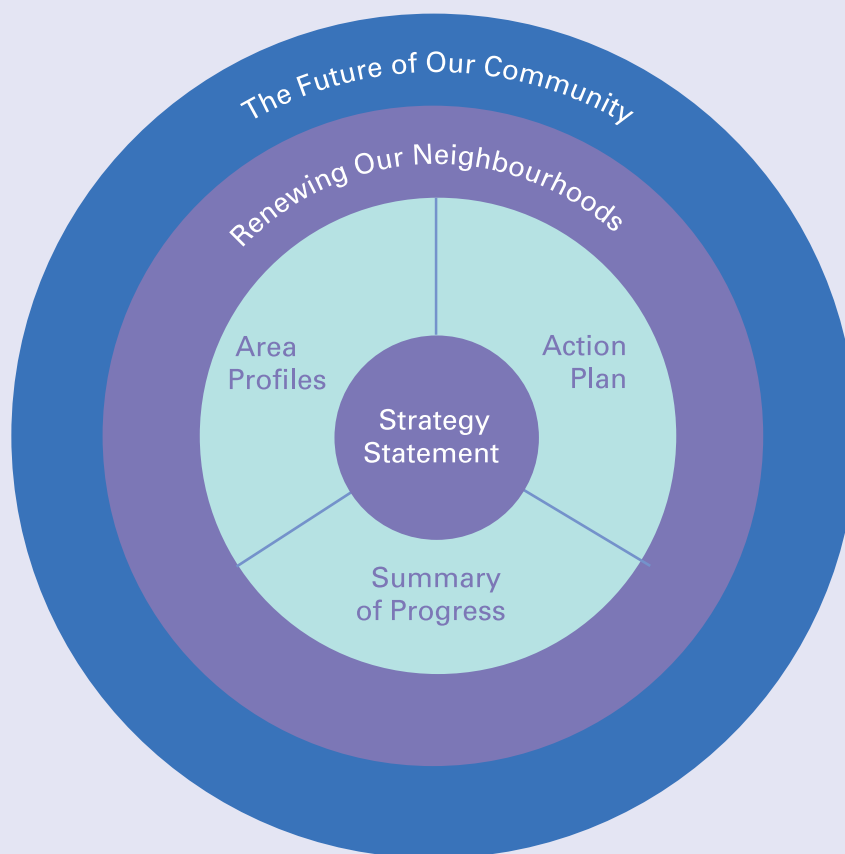 The Future of Our Community
Renewing Our Neighbourhoods
Area
Profiles
Action
Plan
Strategy
Statement
Summary
of Progress